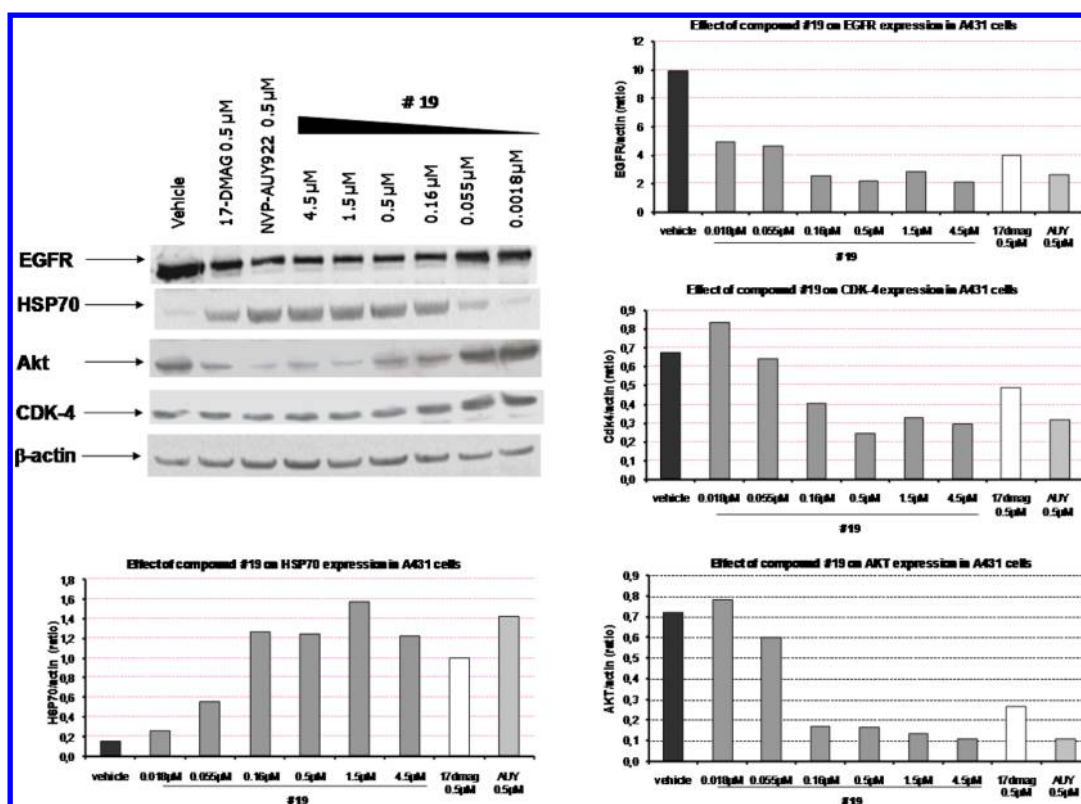 # 19
Vehicle
17-DMAG 0.5 µM
NVP-AUY922 0.5 µM
4.5 µM
1.5 µM
0.5 µM
0.16 µM
0.055 µM
0.0018 µM
EGFR
HSP70
Akt
CDK-4
β-actin
Effect of compound #19 on EGFR expression in A431 cells
EGFR/actin (ratio)
12
10
8
6
4
2
0
vehicle 0.018µM 0.055µM 0.16µM 0.5µM 1.5µM 4.5µM 17dmag AUY
0.5µM 0.5µM
#19
Effect of compound #19 on CDK-4 expression in A431 cells
Cdk4/actin (ratio)
0,9
0,8
0,7
0,6
0,5
0,4
0,3
0,2
0,1
0,0
vehicle 0.018µM 0.055µM 0.16µM 0.5µM 1.5µM 4.5µM 17dmag AUY
0.5µM 0.5µM
#19
Effect of compound #19 on HSP70 expression in A431 cells
HSP70/actin (ratio)
1,8
1,6
1,4
1,2
1,0
0,8
0,6
0,4
0,2
0,0
vehicle 0.018µM 0.055µM 0.16µM 0.5µM 1.5µM 4.5µM 17dmag AUY
0.5µM 0.5µM
#19
Effect of compound #19 on AKT expression in A431 cells
AKT/actin (ratio)
0,9
0,8
0,7
0,6
0,5
0,4
0,3
0,2
0,1
0,0
vehicle 0.018µM 0.055µM 0.16µM 0.5µM 1.5µM 4.5µM 17dmag AUY
0.5µM 0.5µM
#19